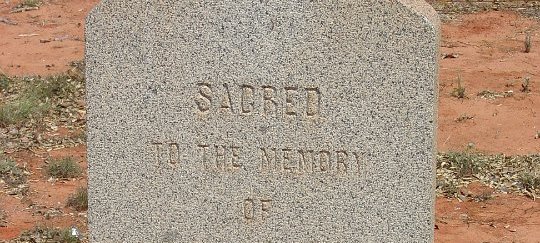 SACRED
TO THE MEMORY
OF